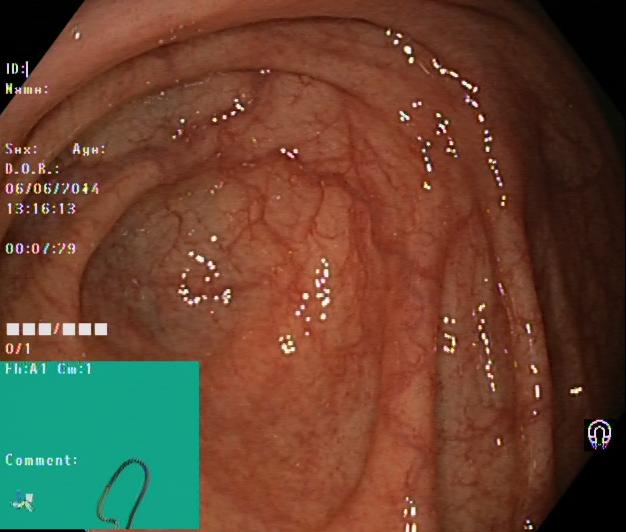 ID:
Name:
Sex: Age:
D.O.B.:
06/06/2014
13:16:13
00:07:29
■■■/■■■
0/1
Eh:A1 Cm:1
Comment: